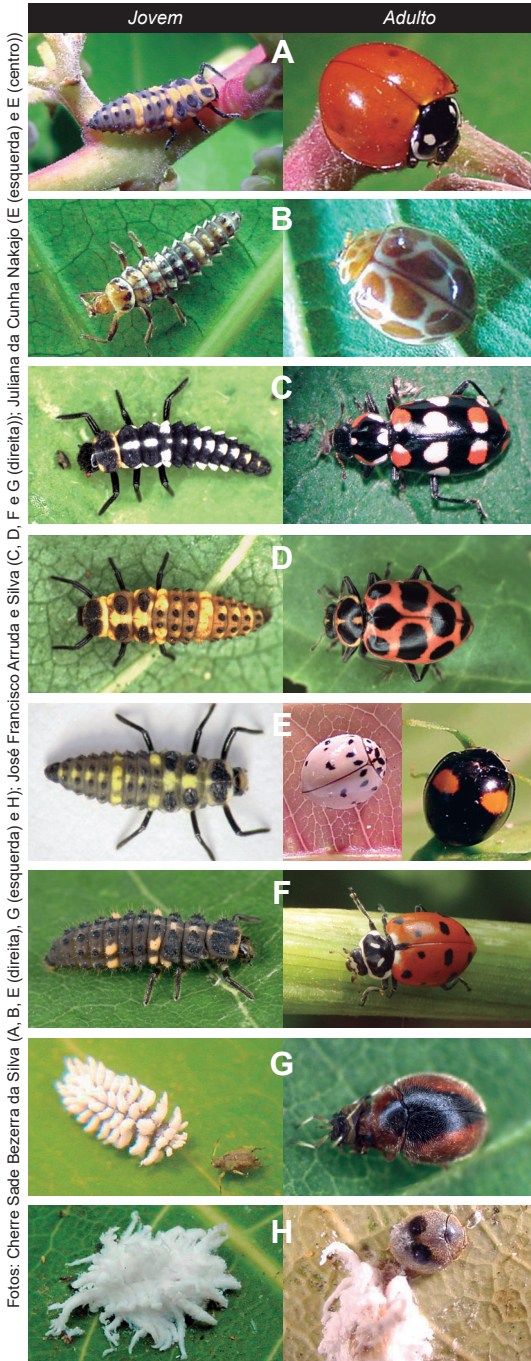 Jovem
Adulto
A
B
C
D
E
F
G
H
Fotos: Cherre Sade Bezerra da Silva (A, B, E (direita), G (esquerda) e H); José Francisco Arruda e Silva (C, D, F e G (direita)); Juliana da Cunha Nakajo (E (esquerda) e E (centro))